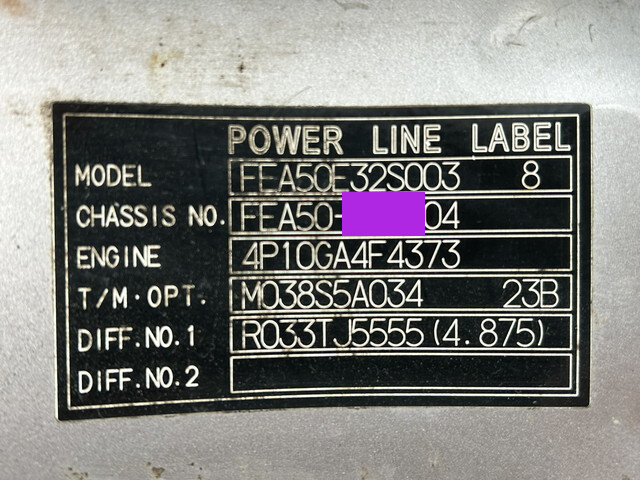 POWER LINE LABEL
MODEL FEA50E32S003 8
CHASSIS NO. FEA50- 04
ENGINE 4P10GA4F4373
T/M·OPT. M038S5A034 23B
DIFF.NO.1 R033TJ5555(4.875)
DIFF.NO.2